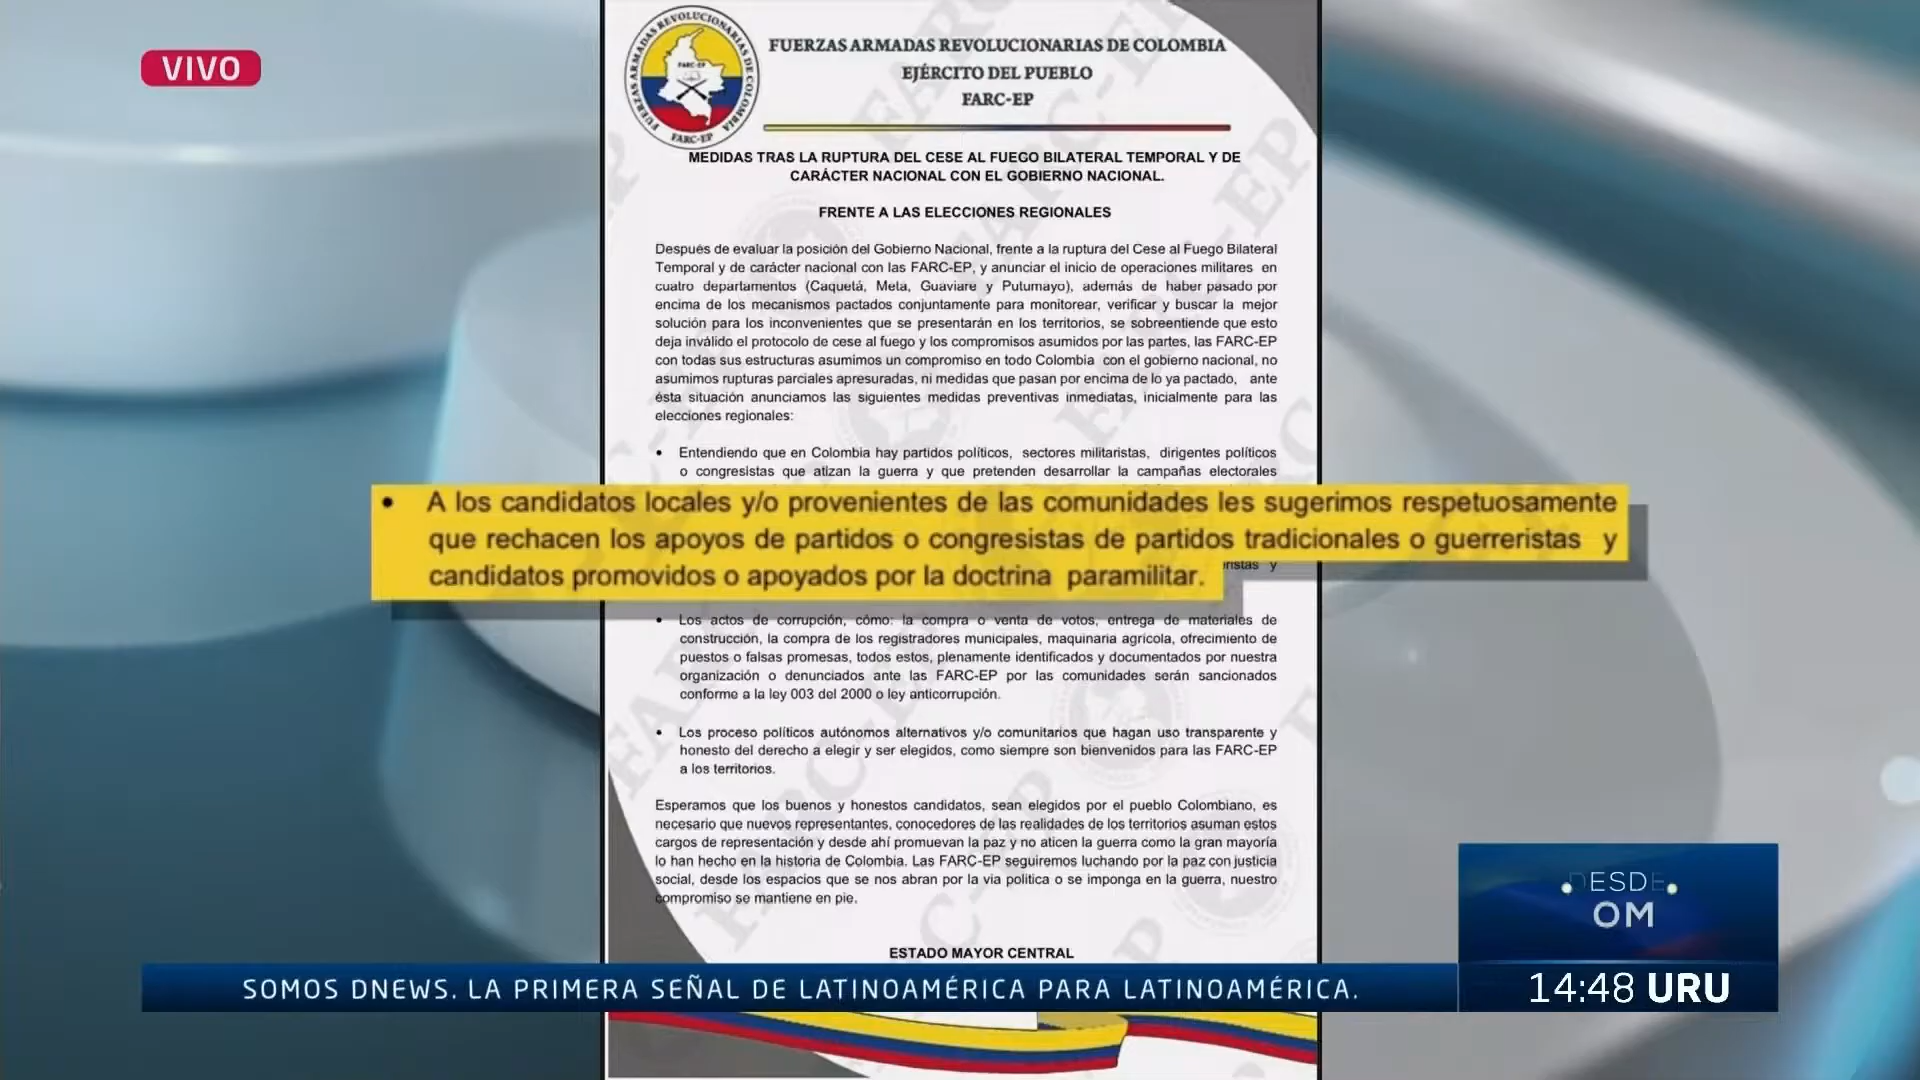 VIVO
FUERZAS ARMADAS REVOLUCIONARIAS DE COLOMBIA
FARC-EP
FARC-EP
FUERZAS ARMADAS REVOLUCIONARIAS DE COLOMBIA
EJÉRCITO DEL PUEBLO
FARC-EP
MEDIDAS TRAS LA RUPTURA DEL CESE AL FUEGO BILATERAL TEMPORAL Y DE
CARÁCTER NACIONAL CON EL GOBIERNO NACIONAL.
FRENTE A LAS ELECCIONES REGIONALES
Después de evaluar la posición del Gobierno Nacional, frente a la ruptura del Cese al Fuego Bilateral
Temporal y de carácter nacional con las FARC-EP, y anunciar el inicio de operaciones militares en
cuatro departamentos (Caquetá, Meta, Guaviare y Putumayo), además de haber pasado por
encima de los mecanismos pactados conjuntamente para monitorear, verificar y buscar la mejor
solución para los inconvenientes que se presentarán en los territorios, se sobreentiende que esto
deja inválido el protocolo de cese al fuego y los compromisos asumidos por las partes, las FARC-EP
con todas sus estructuras asumimos un compromiso en todo Colombia con el gobierno nacional, no
asumimos rupturas parciales apresuradas, ni medidas que pasan por encima de lo ya pactado, ante
ésta situación anunciamos las siguientes medidas preventivas inmediatas, inicialmente para las
elecciones regionales:
• Entendiendo que en Colombia hay partidos políticos, sectores militaristas, dirigentes políticos
o congresistas que atizan la guerra y que pretenden desarrollar la campañas electorales
• A los candidatos locales y/o provenientes de las comunidades les sugerimos respetuosamente
que rechacen los apoyos de partidos o congresistas de partidos tradicionales o guerreristas y
candidatos promovidos o apoyados por la doctrina paramilitar.
• Los actos de corrupción, cómo: la compra o venta de votos, entrega de materiales de
construcción, la compra de los registradores municipales, maquinaria agrícola, ofrecimiento de
puestos o falsas promesas, todos estos, plenamente identificados y documentados por nuestra
organización o denunciados ante las FARC-EP por las comunidades serán sancionados
conforme a la ley 003 del 2000 o ley anticorrupción.
• Los proceso políticos autónomos alternativos y/o comunitarios que hagan uso transparente y
honesto del derecho a elegir y ser elegidos, como siempre son bienvenidos para las FARC-EP
a los territorios.
Esperamos que los buenos y honestos candidatos, sean elegidos por el pueblo Colombiano, es
necesario que nuevos representantes, conocedores de las realidades de los territorios asuman estos
cargos de representación y desde ahí promuevan la paz y no aticen la guerra como la gran mayoría
lo han hecho en la historia de Colombia. Las FARC-EP seguiremos luchando por la paz con justicia
social, desde los espacios que se nos abran por la via politica o se imponga en la guerra, nuestro
compromiso se mantiene en pie.
ESTADO MAYOR CENTRAL
DESDE
OM
SOMOS DNEWS. LA PRIMERA SEÑAL DE LATINOAMÉRICA PARA LATINOAMÉRICA.
14:48 URU